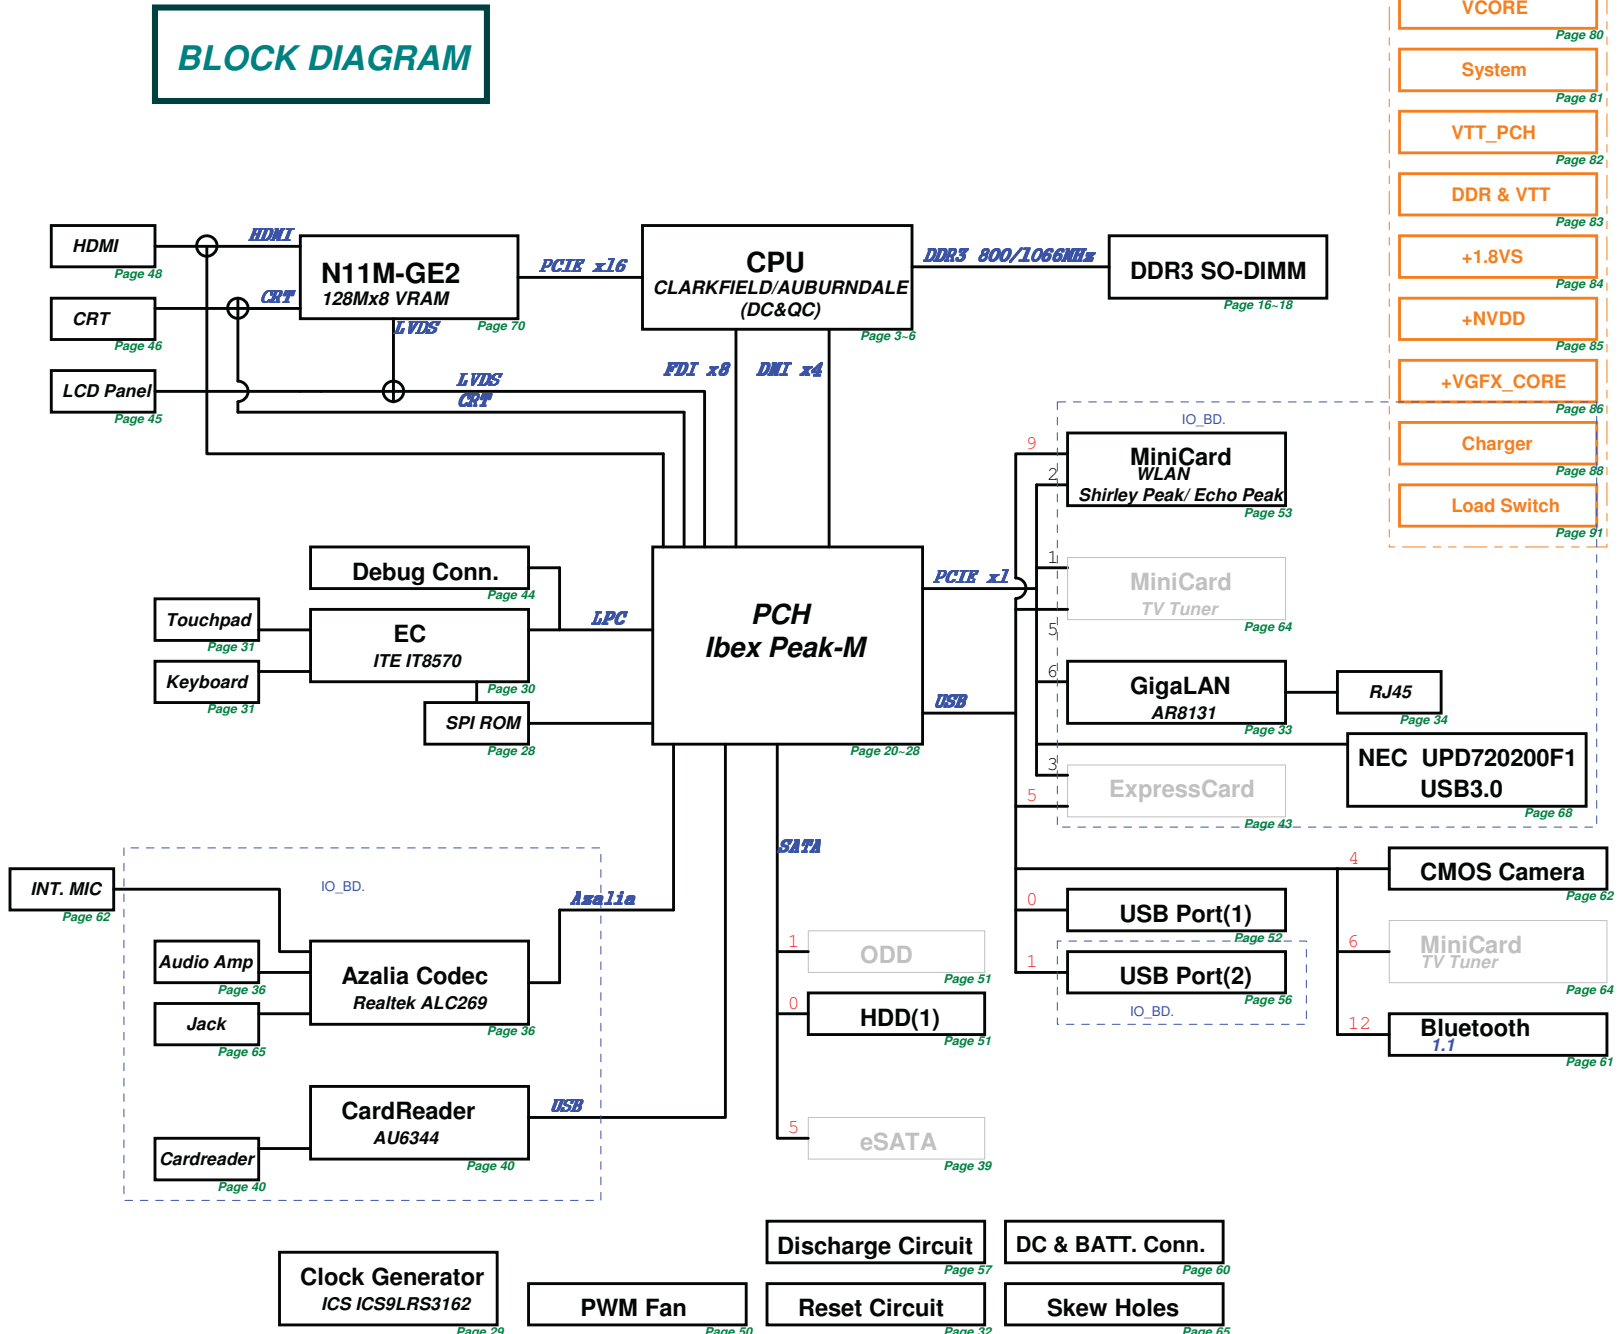 BLOCK DIAGRAM
VCORE
Page 80
System
Page 81
VTT_PCH
Page 82
DDR & VTT
Page 83
+1.8VS
Page 84
+NVDD
Page 85
+VGFX_CORE
Page 86
Charger
Page 88
Load Switch
Page 91
HDMI
Page 48
HDMI
CRT
Page 46
CRT
LCD Panel
Page 45
N11M-GE2
128Mx8 VRAM
Page 70
LVDS
PCIE x16
CPU
CLARKFIELD/AUBURNDALE
(DC&QC)
Page 3~6
DDR3 800/1066MHz
DDR3 SO-DIMM
Page 16~18
LVDS
CRT
FDI x8
DMI x4
IO_BD.
9
2
MiniCard
WLAN
Shirley Peak/ Echo Peak
Page 53
1
MiniCard
TV Tuner
Page 64
5
6
GigaLAN
AR8131
Page 33
RJ45
Page 34
NEC UPD720200F1
USB3.0
Page 68
3
5
ExpressCard
Page 43
Debug Conn.
Page 44
Touchpad
Page 31
Keyboard
Page 31
EC
ITE IT8570
Page 30
LPC
SPI ROM
Page 28
PCH
Ibex Peak-M
Page 20~28
PCIE x1
USB
SATA
4
CMOS Camera
Page 62
0
USB Port(1)
Page 52
1
USB Port(2)
Page 56
IO_BD.
6
MiniCard
TV Tuner
Page 64
12
Bluetooth
1.1
Page 61
INT. MIC
Page 62
IO_BD.
Azalia
Audio Amp
Page 36
Jack
Page 65
Azalia Codec
Realtek ALC269
Page 36
1
ODD
Page 51
0
HDD(1)
Page 51
5
eSATA
Page 39
CardReader
AU6344
Page 40
USB
Cardreader
Page 40
Discharge Circuit
Page 57
DC & BATT. Conn.
Page 60
Clock Generator
ICS ICS9LRS3162
Page 29
PWM Fan
Page 50
Reset Circuit
Page 32
Skew Holes
Page 65